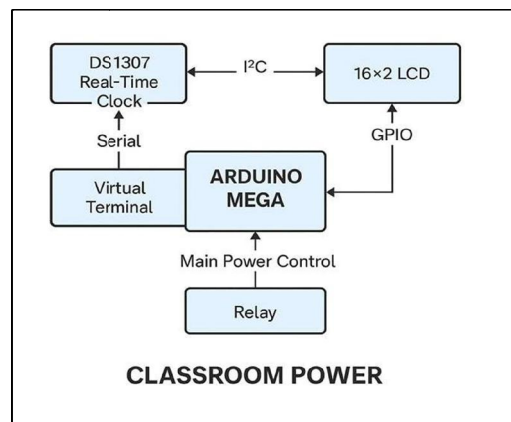 DS1307
Real-Time
Clock
I²C
16×2 LCD
Serial
GPIO
Virtual
Terminal
ARDUINO
MEGA
Main Power Control
Relay
CLASSROOM POWER